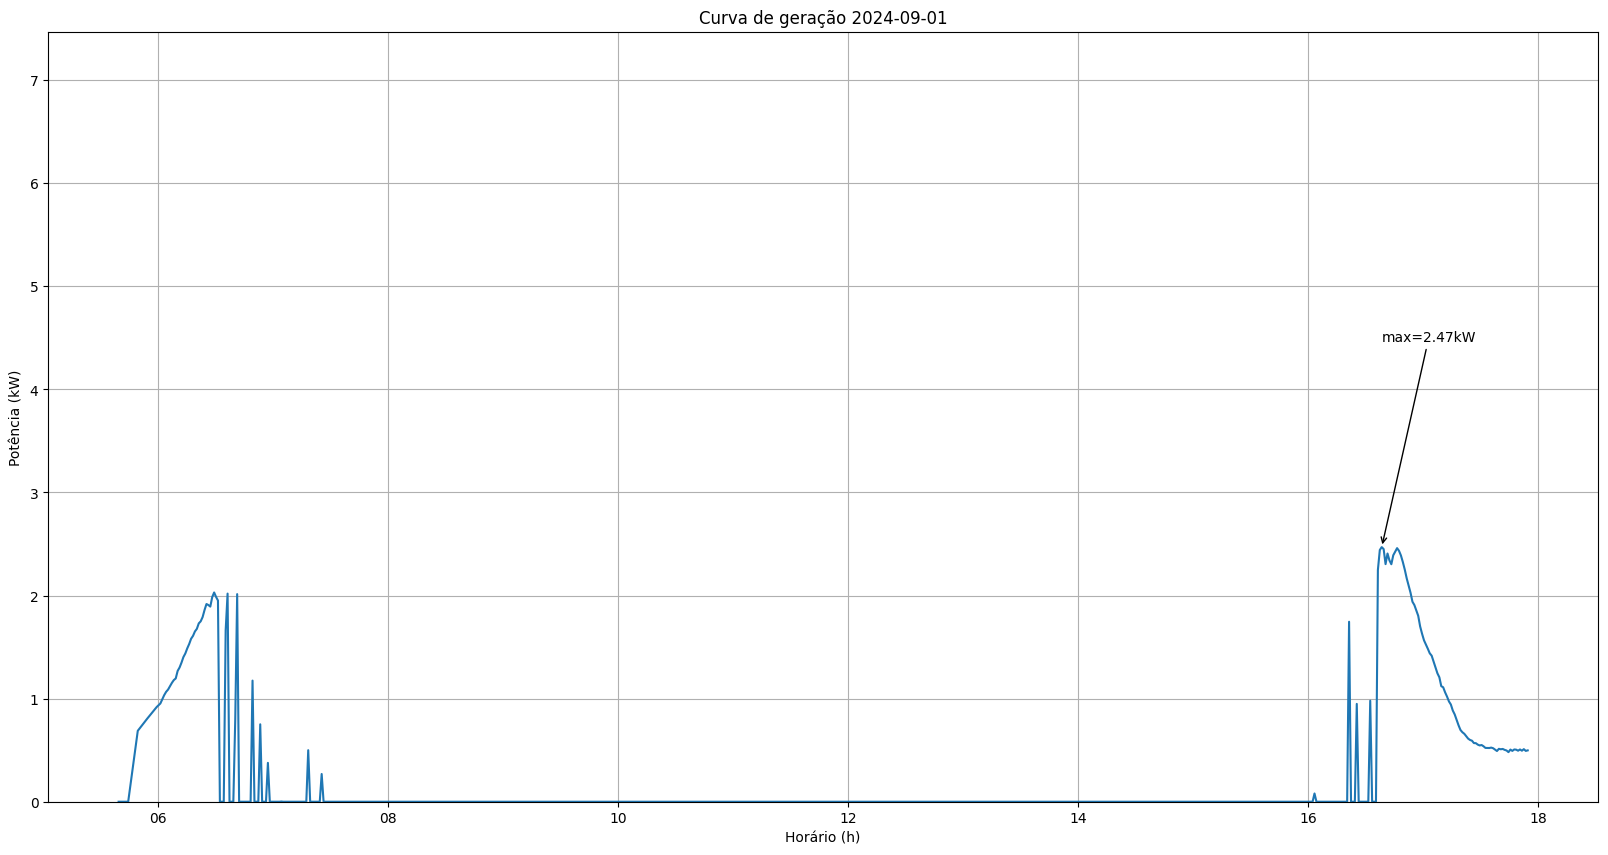 Curva de geração 2024-09-01
Potência (kW)
7
6
5
4
3
2
1
0
max=2.47kW
06 08 10 12 14 16 18
Horário (h)